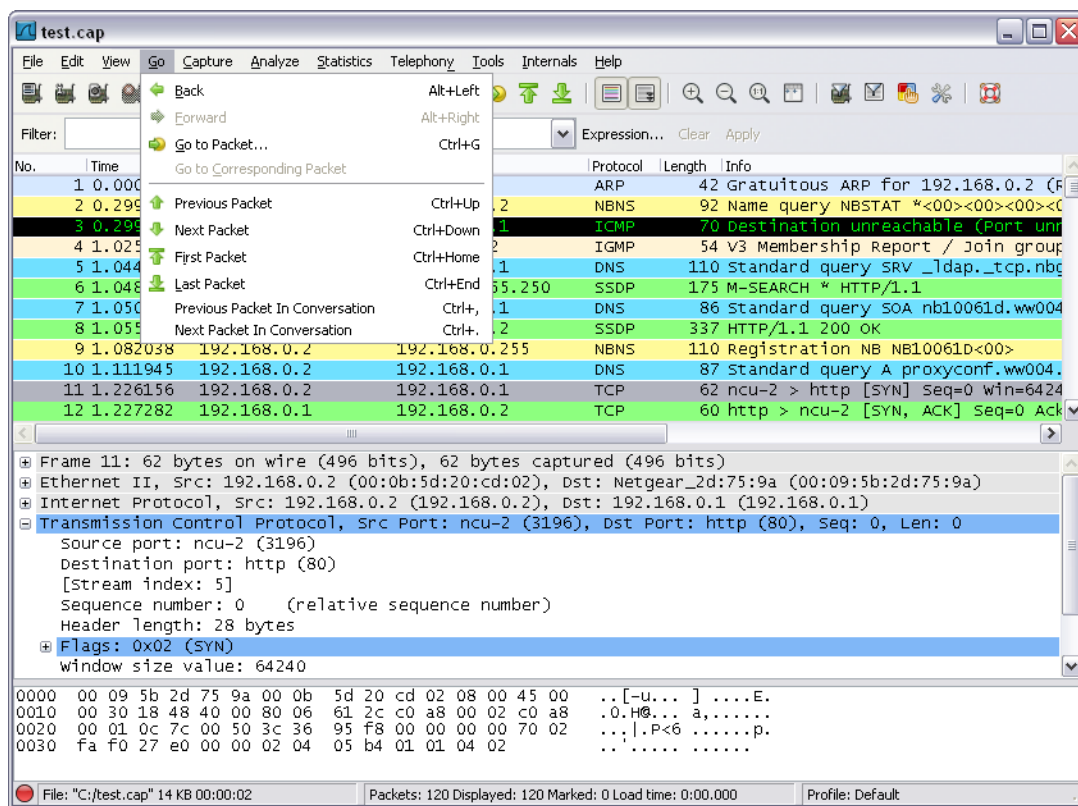 test.cap
File Edit View Go Capture Analyze Statistics Telephony Tools Internals Help
Back Alt+Left
Forward Alt+Right
Go to Packet... Ctrl+G
Go to Corresponding Packet
Previous Packet Ctrl+Up
Next Packet Ctrl+Down
First Packet Ctrl+Home
Last Packet Ctrl+End
Previous Packet In Conversation Ctrl+,
Next Packet In Conversation Ctrl+.
Filter: Expression... Clear Apply
No. Time Protocol Length Info
1 0.000 ARP 42 Gratuitous ARP for 192.168.0.2 (R
2 0.299 .2 NBNS 92 Name query NBSTAT *<00><00><00><0
3 0.299 .1 ICMP 70 Destination unreachable (Port unr
4 1.025 2 IGMP 54 V3 Membership Report / Join group
5 1.044 .1 DNS 110 Standard query SRV _ldap._tcp.nbg
6 1.048 55.250 SSDP 175 M-SEARCH * HTTP/1.1
7 1.050 .1 DNS 86 Standard query SOA nb10061d.ww004
8 1.055 .2 SSDP 337 HTTP/1.1 200 OK
9 1.082038 192.168.0.2 192.168.0.255 NBNS 110 Registration NB NB10061D<00>
10 1.111945 192.168.0.2 192.168.0.1 DNS 87 Standard query A proxyconf.ww004.
11 1.226156 192.168.0.2 192.168.0.1 TCP 62 ncu-2 > http [SYN] Seq=0 Win=6424
12 1.227282 192.168.0.1 192.168.0.2 TCP 60 http > ncu-2 [SYN, ACK] Seq=0 Ack
Frame 11: 62 bytes on wire (496 bits), 62 bytes captured (496 bits)
Ethernet II, Src: 192.168.0.2 (00:0b:5d:20:cd:02), Dst: Netgear_2d:75:9a (00:09:5b:2d:75:9a)
Internet Protocol, Src: 192.168.0.2 (192.168.0.2), Dst: 192.168.0.1 (192.168.0.1)
Transmission Control Protocol, Src Port: ncu-2 (3196), Dst Port: http (80), Seq: 0, Len: 0
Source port: ncu-2 (3196)
Destination port: http (80)
[Stream index: 5]
Sequence number: 0 (relative sequence number)
Header length: 28 bytes
Flags: 0x02 (SYN)
Window size value: 64240
0000 00 09 5b 2d 75 9a 00 0b 5d 20 cd 02 08 00 45 00 ..[-u... ] ....E.
0010 00 30 18 48 40 00 80 06 61 2c c0 a8 00 02 c0 a8 .0.H@... a,......
0020 00 01 0c 7c 00 50 3c 36 95 f8 00 00 00 00 70 02 ...|.P<6 ......p.
0030 fa f0 27 e0 00 00 02 04 05 b4 01 01 04 02 ..'..... ......
File: "C:/test.cap" 14 KB 00:00:02 Packets: 120 Displayed: 120 Marked: 0 Load time: 0:00.000 Profile: Default